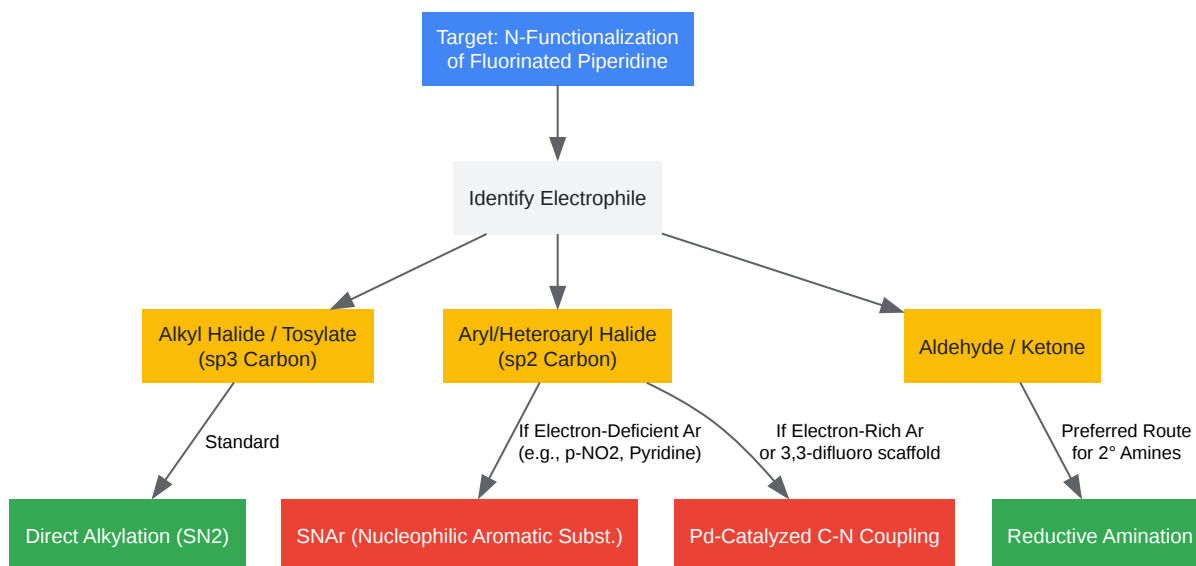 Target: N-Functionalization
of Fluorinated Piperidine
Identify Electrophile
Alkyl Halide / Tosylate
(sp3 Carbon)
Aryl/Heteroaryl Halide
(sp2 Carbon)
Aldehyde / Ketone
Standard
If Electron-Deficient Ar
(e.g., p-NO2, Pyridine)
If Electron-Rich Ar
or 3,3-difluoro scaffold
Preferred Route
for 2° Amines
Direct Alkylation (SN2)
SNAr (Nucleophilic Aromatic Subst.)
Pd-Catalyzed C-N Coupling
Reductive Amination